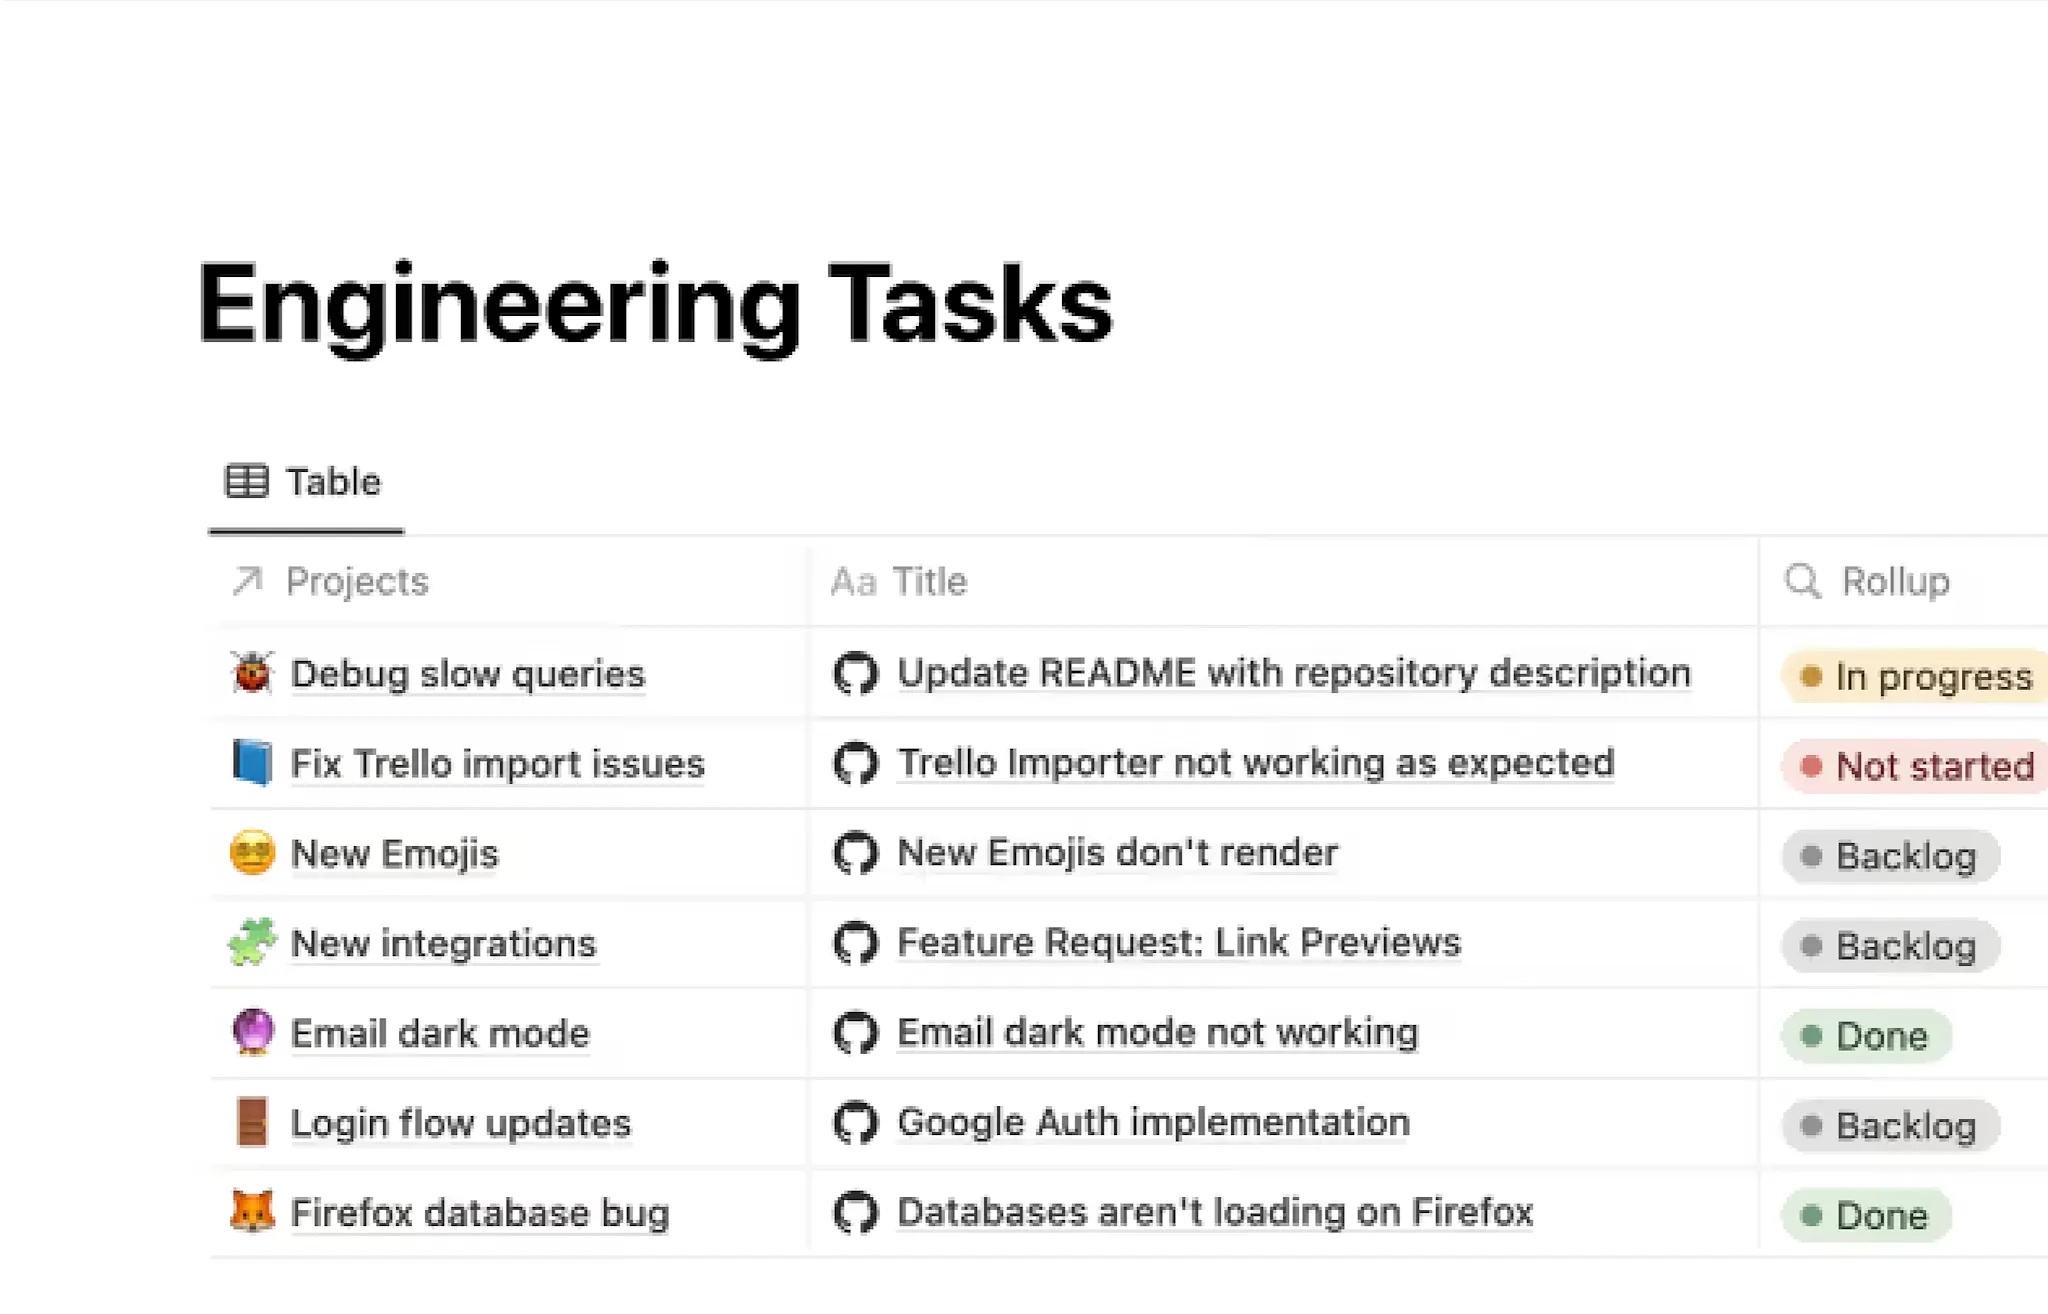 Engineering Tasks
Table
Projects Aa Title Rollup
Debug slow queries Update README with repository description In progress
Fix Trello import issues Trello Importer not working as expected Not started
New Emojis New Emojis don't render Backlog
New integrations Feature Request: Link Previews Backlog
Email dark mode Email dark mode not working Done
Login flow updates Google Auth implementation Backlog
Firefox database bug Databases aren't loading on Firefox Done